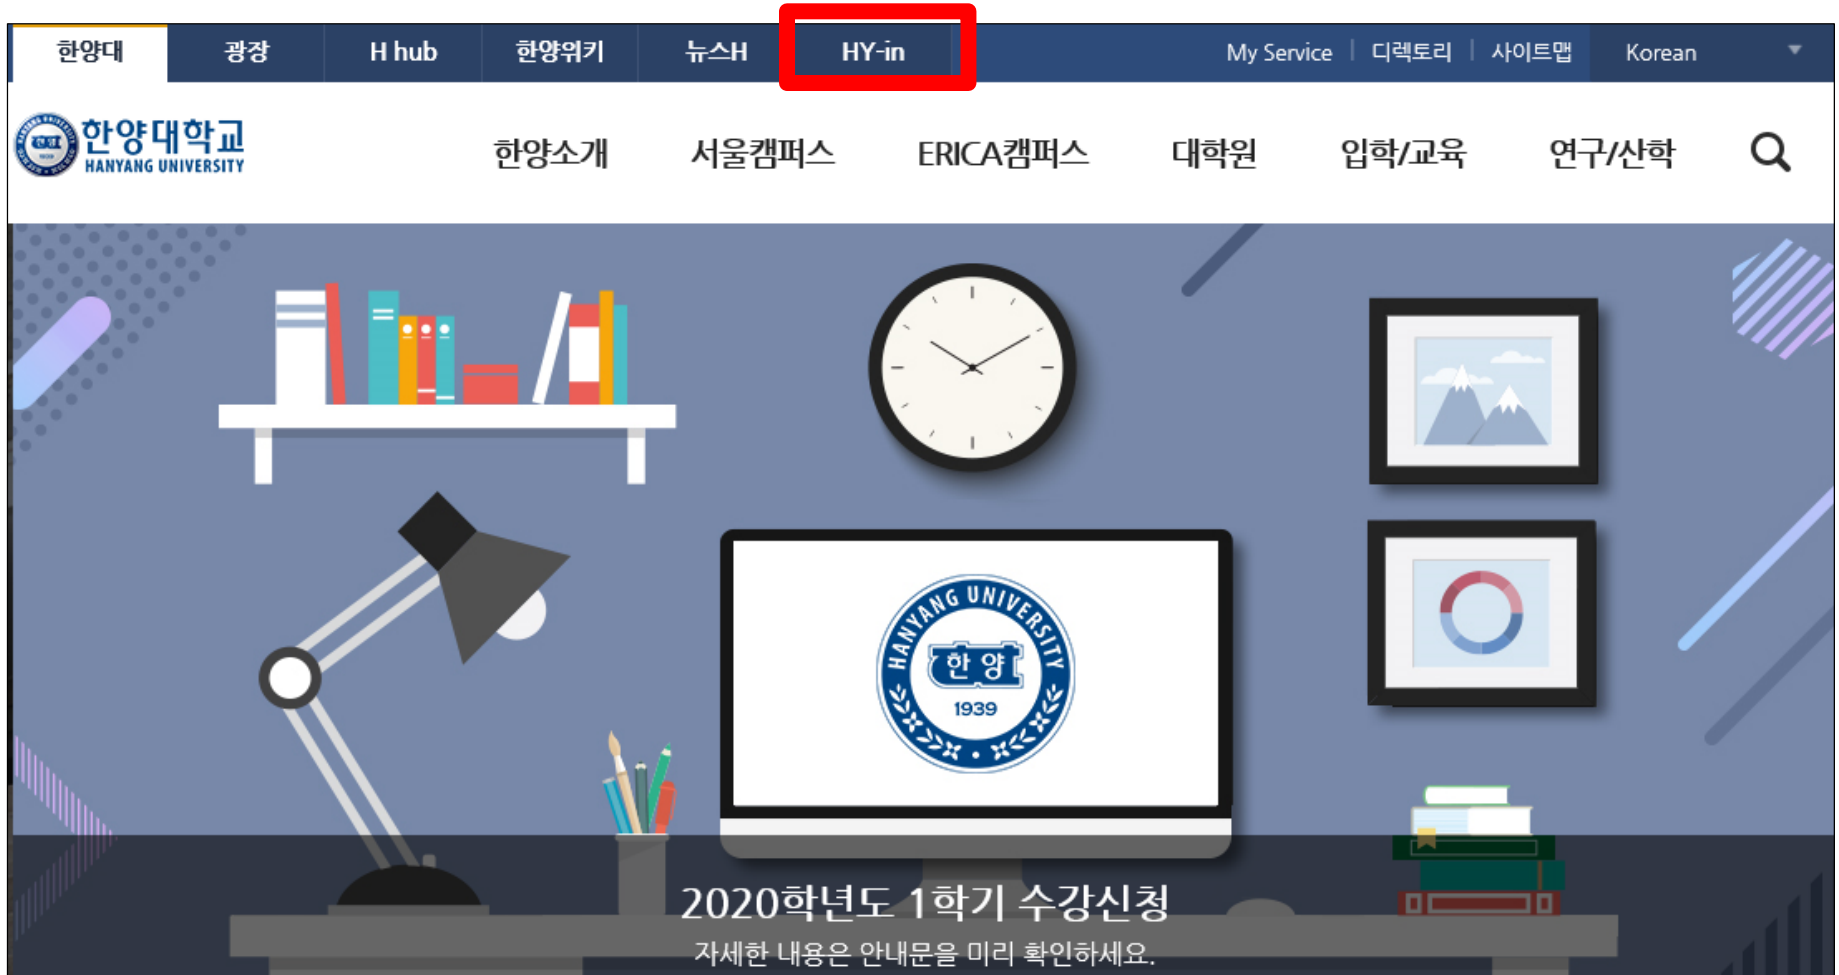 한양대 광장 H hub 한양위키 뉴스H HY-in My Service 디렉토리 사이트맵 Korean
한양대학교
HANYANG UNIVERSITY
한양소개 서울캠퍼스 ERICA캠퍼스 대학원 입학/교육 연구/산학
HANYANG UNIVERSITY
한양
1939
2020학년도 1학기 수강신청
자세한 내용은 안내문을 미리 확인하세요.